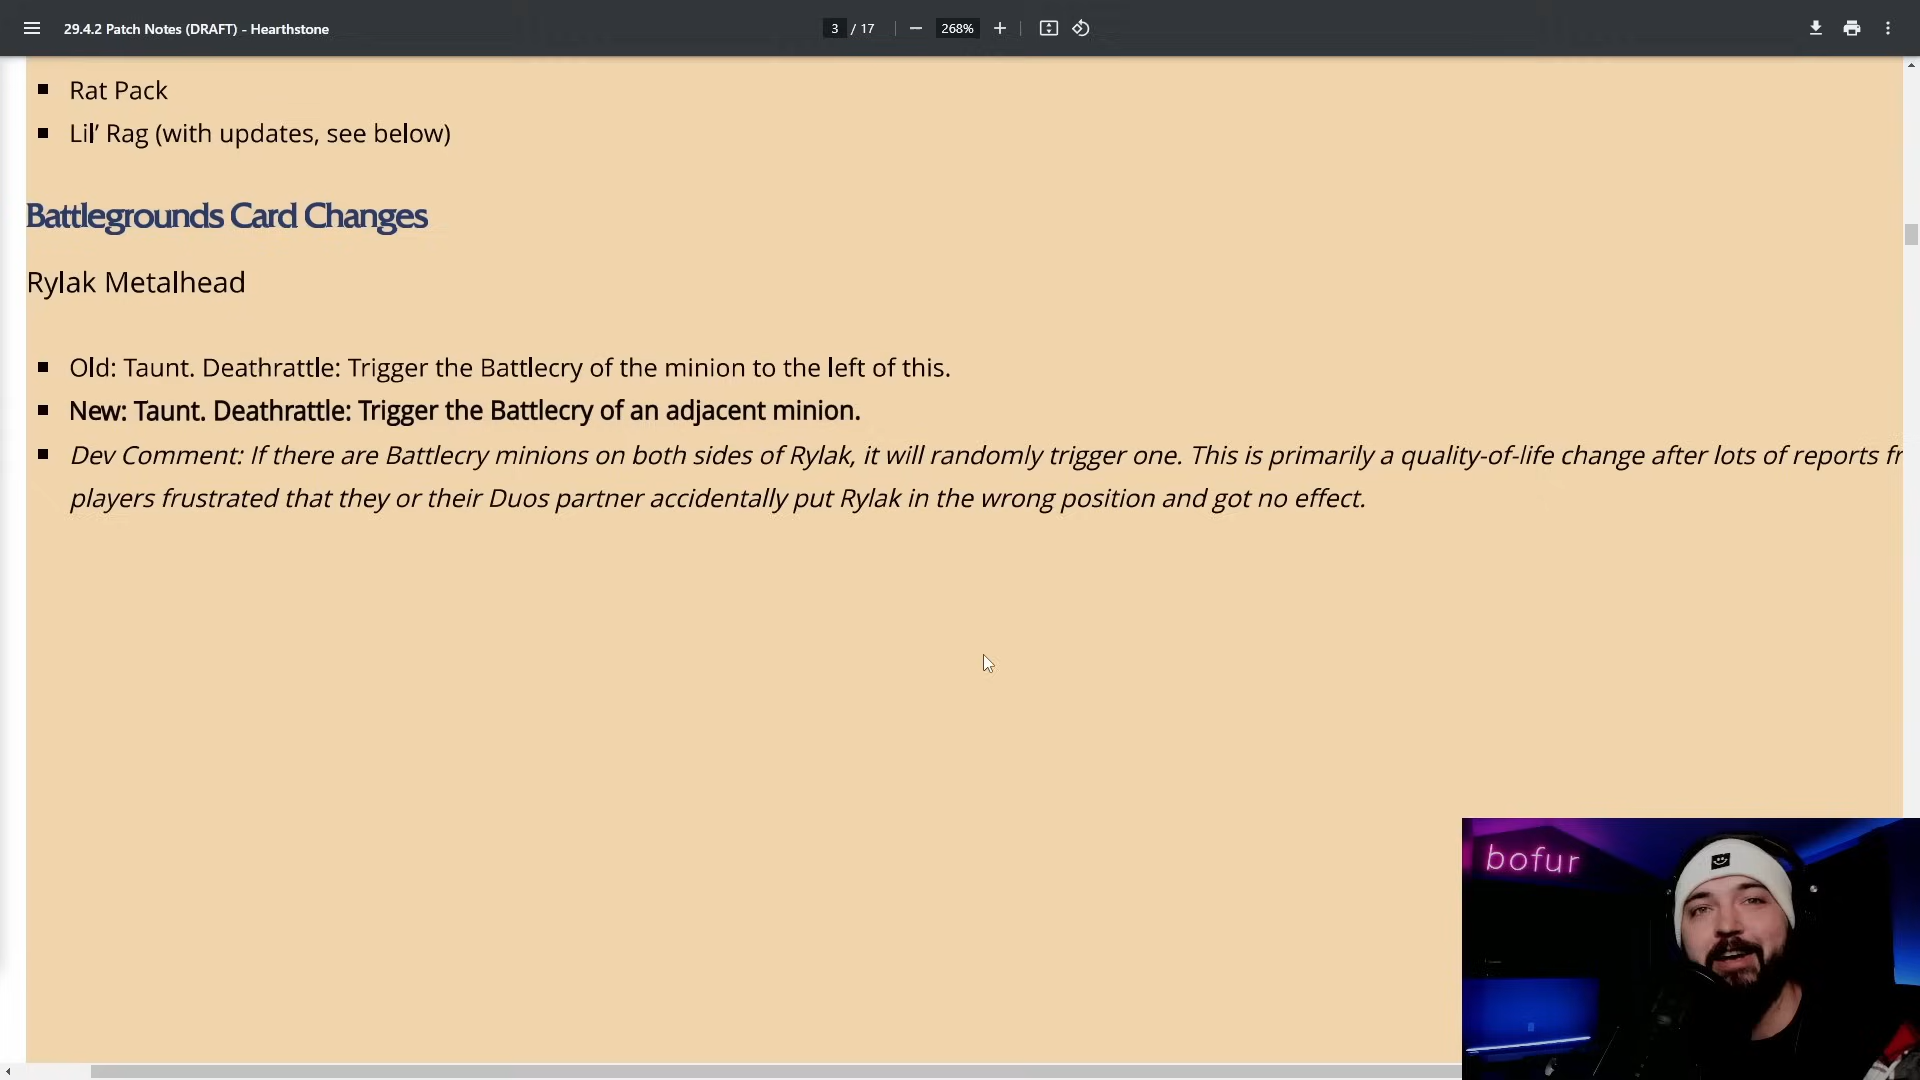 29.4.2 Patch Notes (DRAFT) - Hearthstone
3 / 17
268%
Rat Pack
Lil’ Rag (with updates, see below)
Battlegrounds Card Changes
Rylak Metalhead
Old: Taunt. Deathrattle: Trigger the Battlecry of the minion to the left of this.
New: Taunt. Deathrattle: Trigger the Battlecry of an adjacent minion.
Dev Comment: If there are Battlecry minions on both sides of Rylak, it will randomly trigger one. This is primarily a quality-of-life change after lots of reports fr
players frustrated that they or their Duos partner accidentally put Rylak in the wrong position and got no effect.
bofur